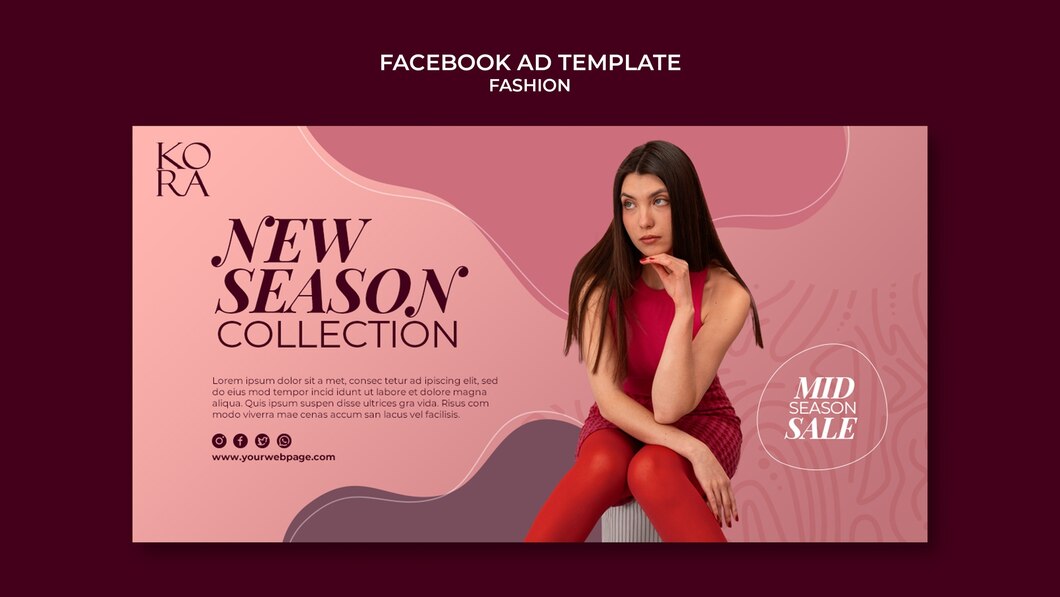 FACEBOOK AD TEMPLATE
FASHION
KO
RA
NEW
SEASON
COLLECTION
Lorem ipsum dolor sit a met, consec tetur ad ipiscing elit, sed
do eius mod tempor incid idunt ut labore et dolore magna
aliqua. Quis ipsum suspen disse ultrices gra vida. Risus com
modo viverra mae cenas accum san lacus vel facilisis.
www.yourwebpage.com
MID
SEASON
SALE